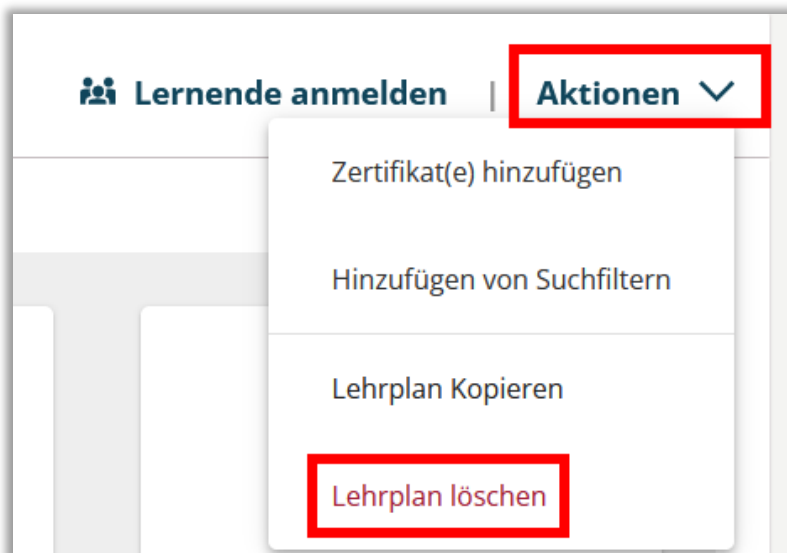 Lernende anmelden | Aktionen
Zertifikat(e) hinzufügen
Hinzufügen von Suchfiltern
Lehrplan Kopieren
Lehrplan löschen